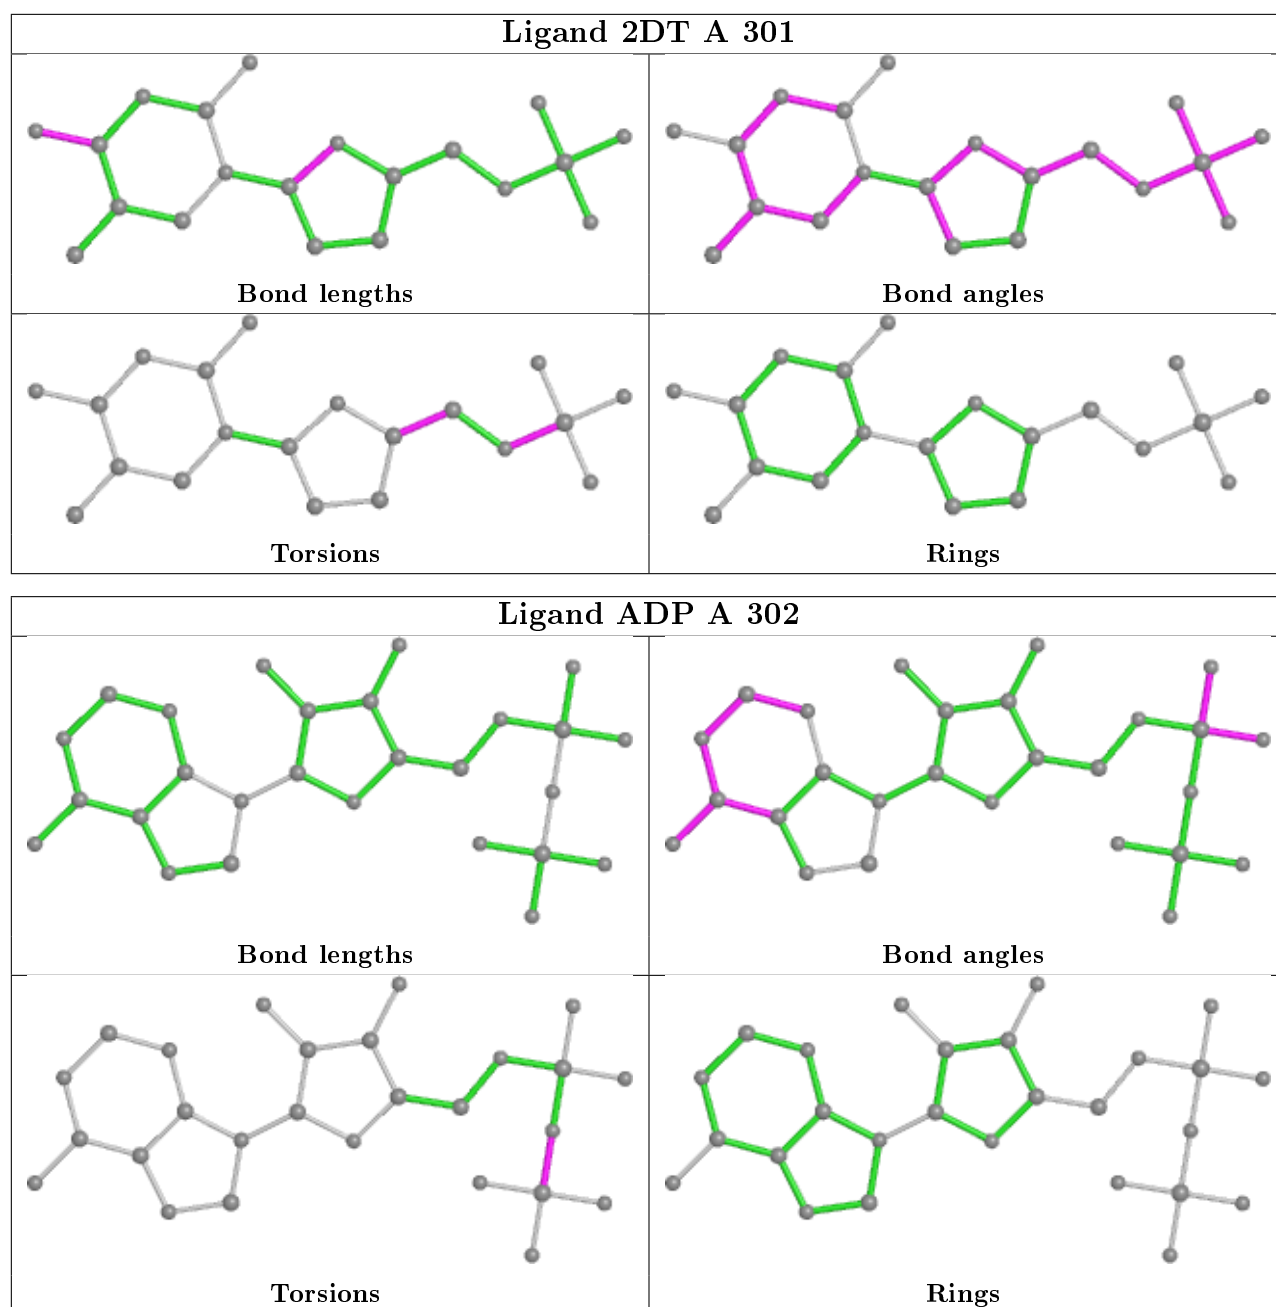 Ligand 2DT A 301
Bond lengths
Bond angles
Torsions
Rings
Ligand ADP A 302
Bond lengths
Bond angles
Torsions
Rings